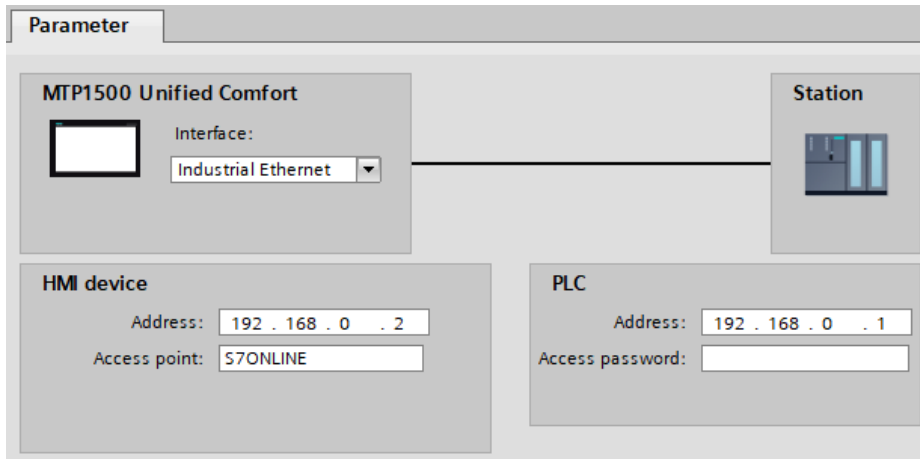 Parameter
MTP1500 Unified Comfort
Station
Interface:
Industrial Ethernet
HMI device
Address: 192 . 168 . 0 . 2
Access point: S7ONLINE
PLC
Address: 192 . 168 . 0 . 1
Access password: